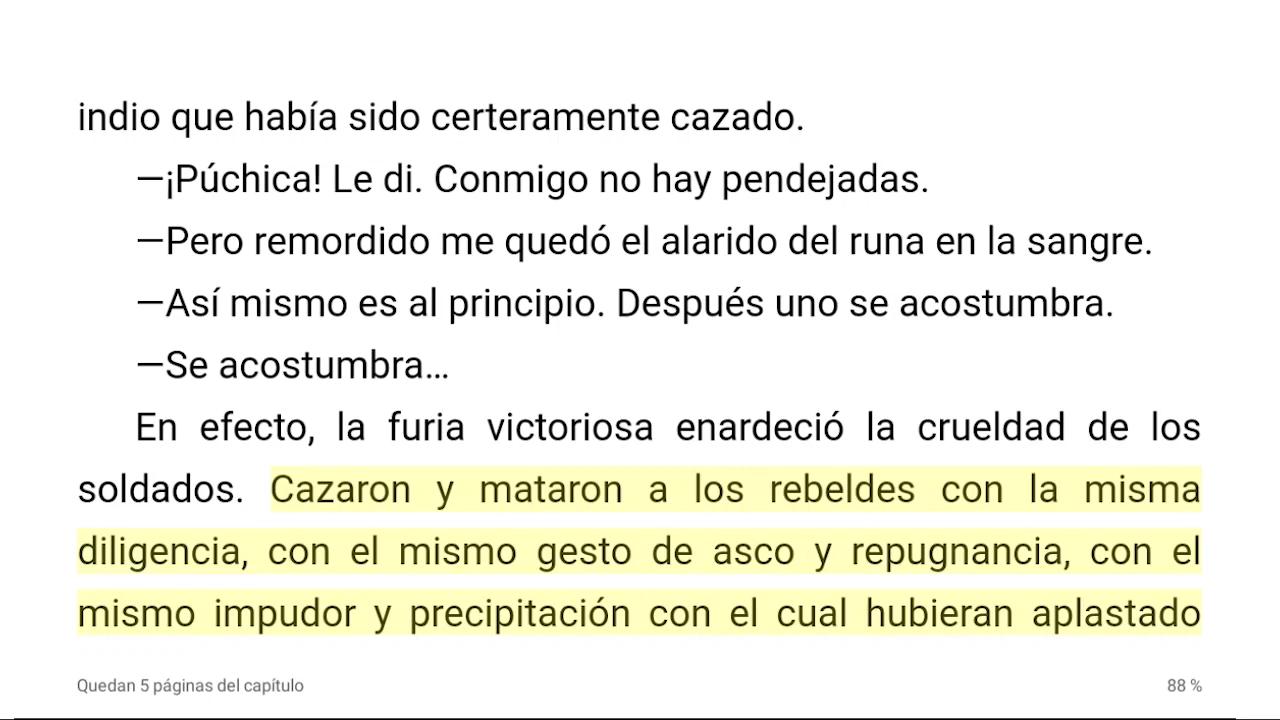 indio que había sido certeramente cazado.
—¡Púchica! Le di. Conmigo no hay pendejadas.
—Pero remordido me quedó el alarido del runa en la sangre.
—Así mismo es al principio. Después uno se acostumbra.
—Se acostumbra…
En efecto, la furia victoriosa enardeció la crueldad de los
soldados. Cazaron y mataron a los rebeldes con la misma
diligencia, con el mismo gesto de asco y repugnancia, con el
mismo impudor y precipitación con el cual hubieran aplastado
Quedan 5 páginas del capítulo
88 %